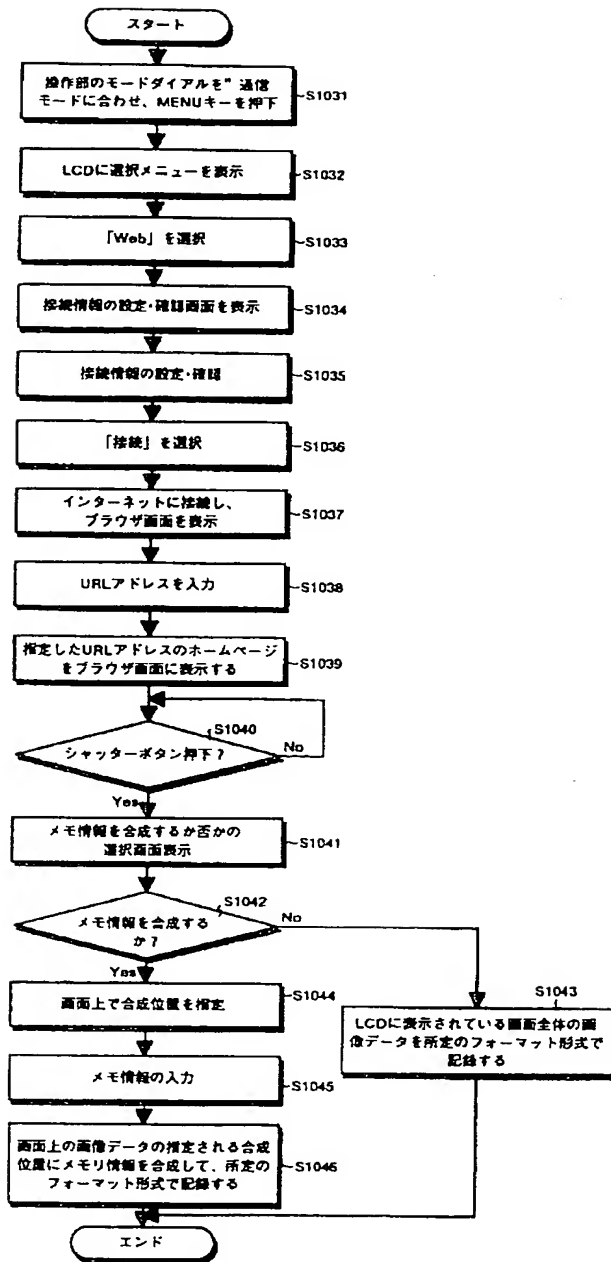 スタート
操作部のモードダイアルを"通信
モードに合わせ、MENUキーを押下
S1031
LCDに選択メニューを表示
S1032
「Web」を選択
S1033
接続情報の設定・確認画面を表示
S1034
接続情報の設定・確認
S1035
「接続」を選択
S1036
インターネットに接続し、
ブラウザ画面を表示
S1037
URLアドレスを入力
S1038
指定したURLアドレスのホームページ
をブラウザ画面に表示する
S1039
S1040
シャッターボタン押下?
No
Yes
メモ情報を合成するか否かの
選択画面表示
S1041
S1042
メモ情報を合成する
か?
No
Yes
画面上で合成位置を指定
S1044
S1043
LCDに表示されている画面全体の画
像データを所定のフォーマット形式で
記録する
メモ情報の入力
S1045
画面上の画像データの指定される合成
位置にメモリ情報を合成して、所定の
フォーマット形式で記録する
S1046
エンド